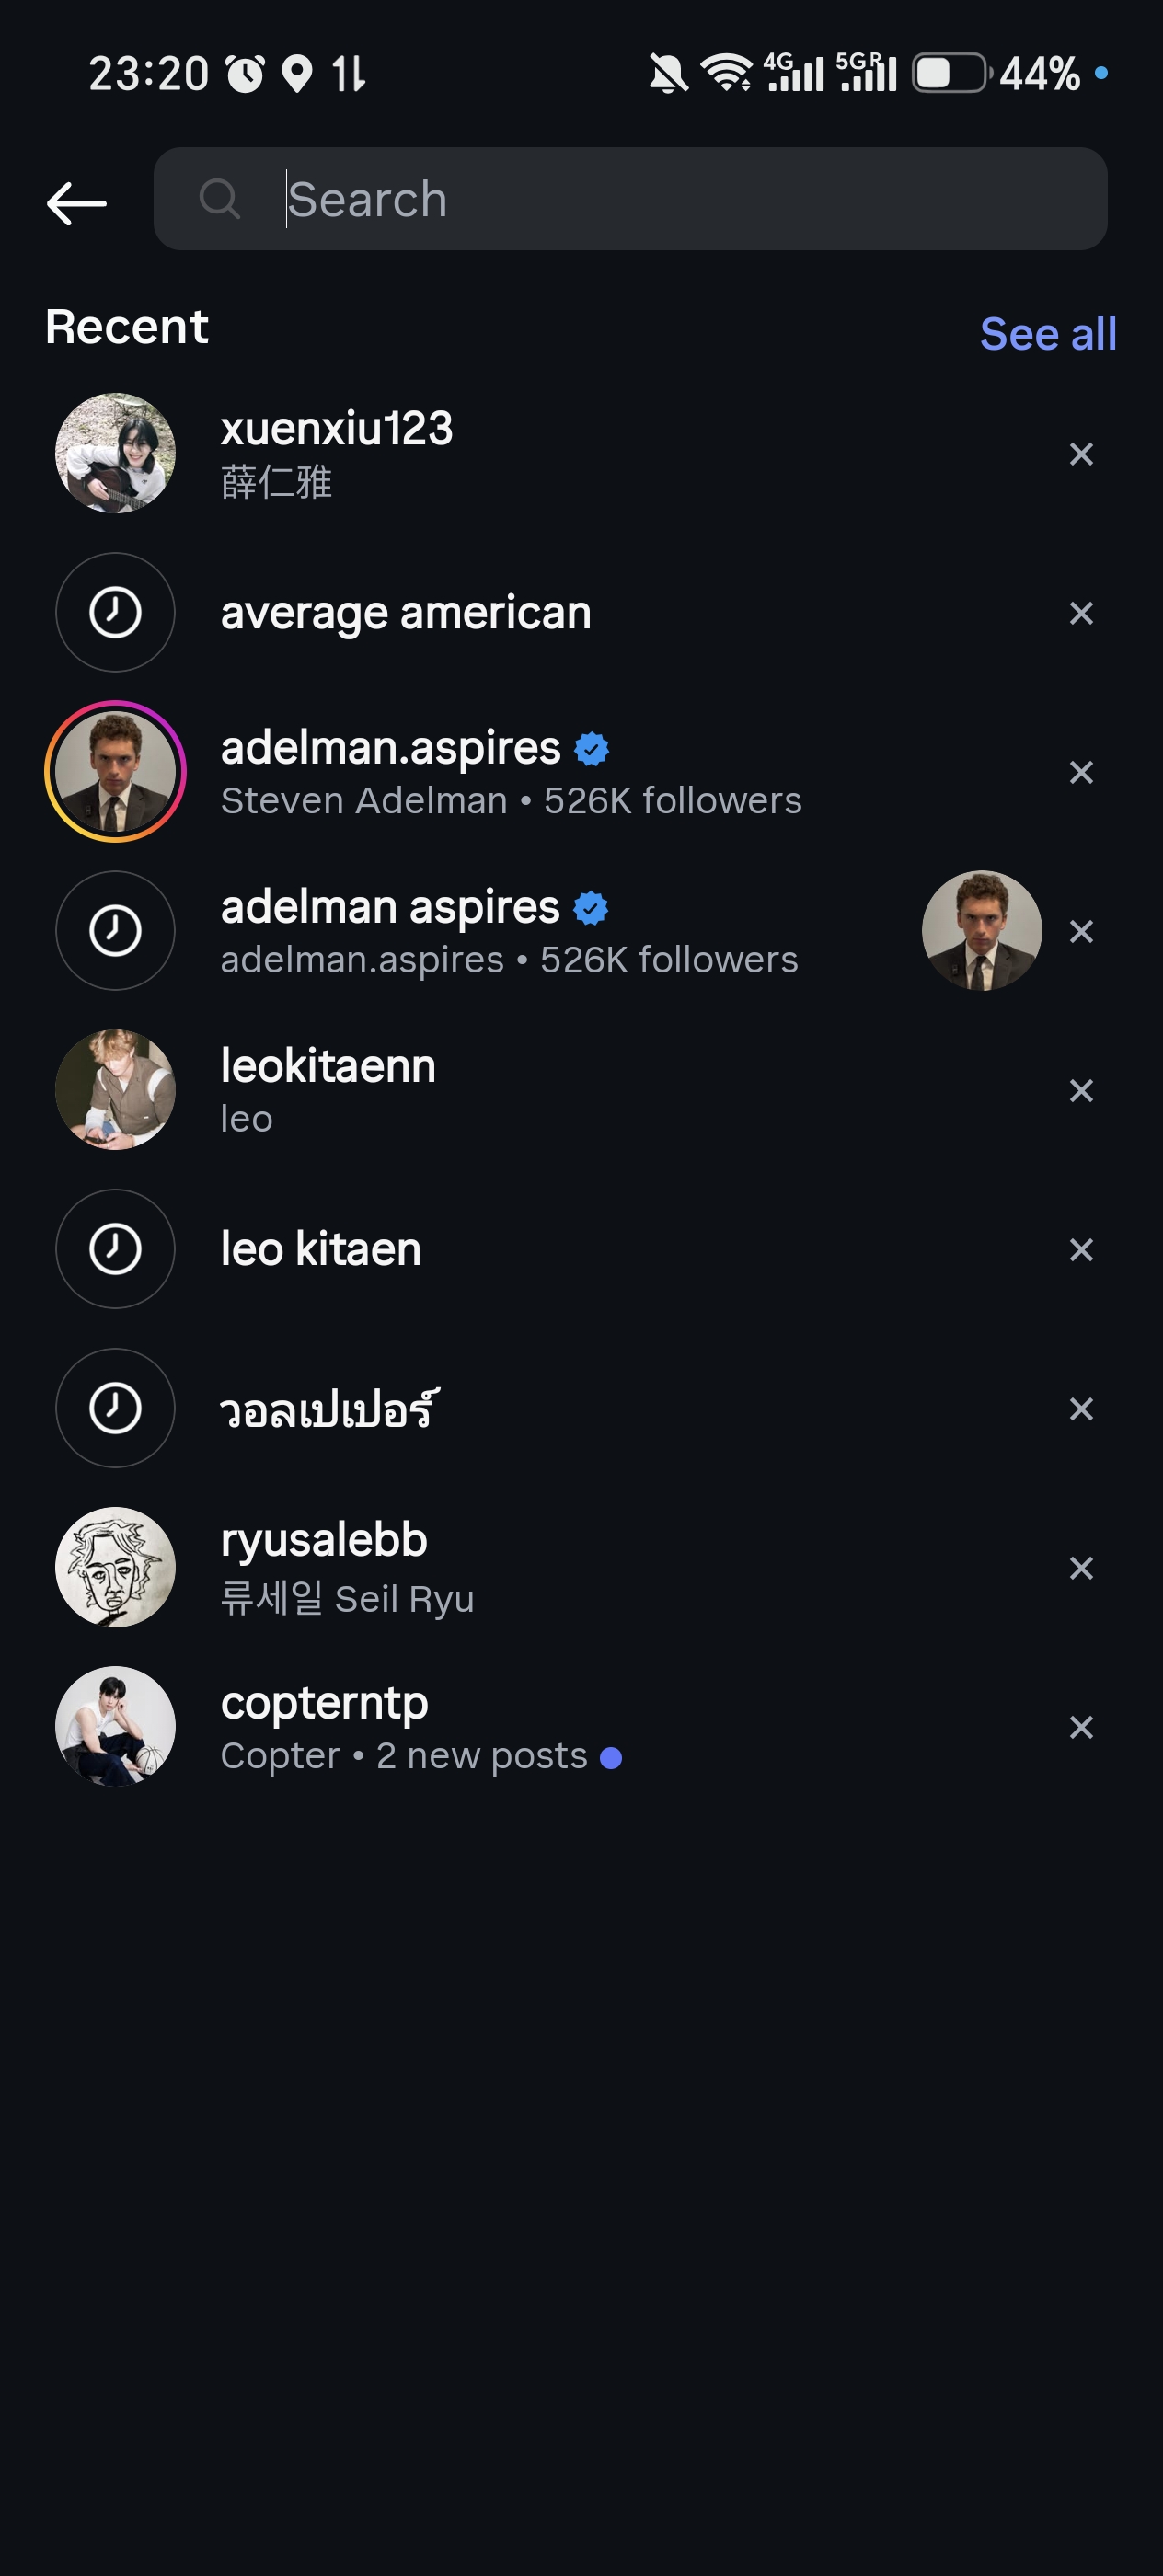 23:20
4G
5G R
44%
Search
Recent
See all
xuenxiu123
薛仁雅
average american
adelman.aspires
Steven Adelman • 526K followers
adelman aspires
adelman.aspires • 526K followers
leokitaenn
leo
leo kitaen
วอลเปเปอร์
ryusalebb
류세일 Seil Ryu
copterntp
Copter • 2 new posts